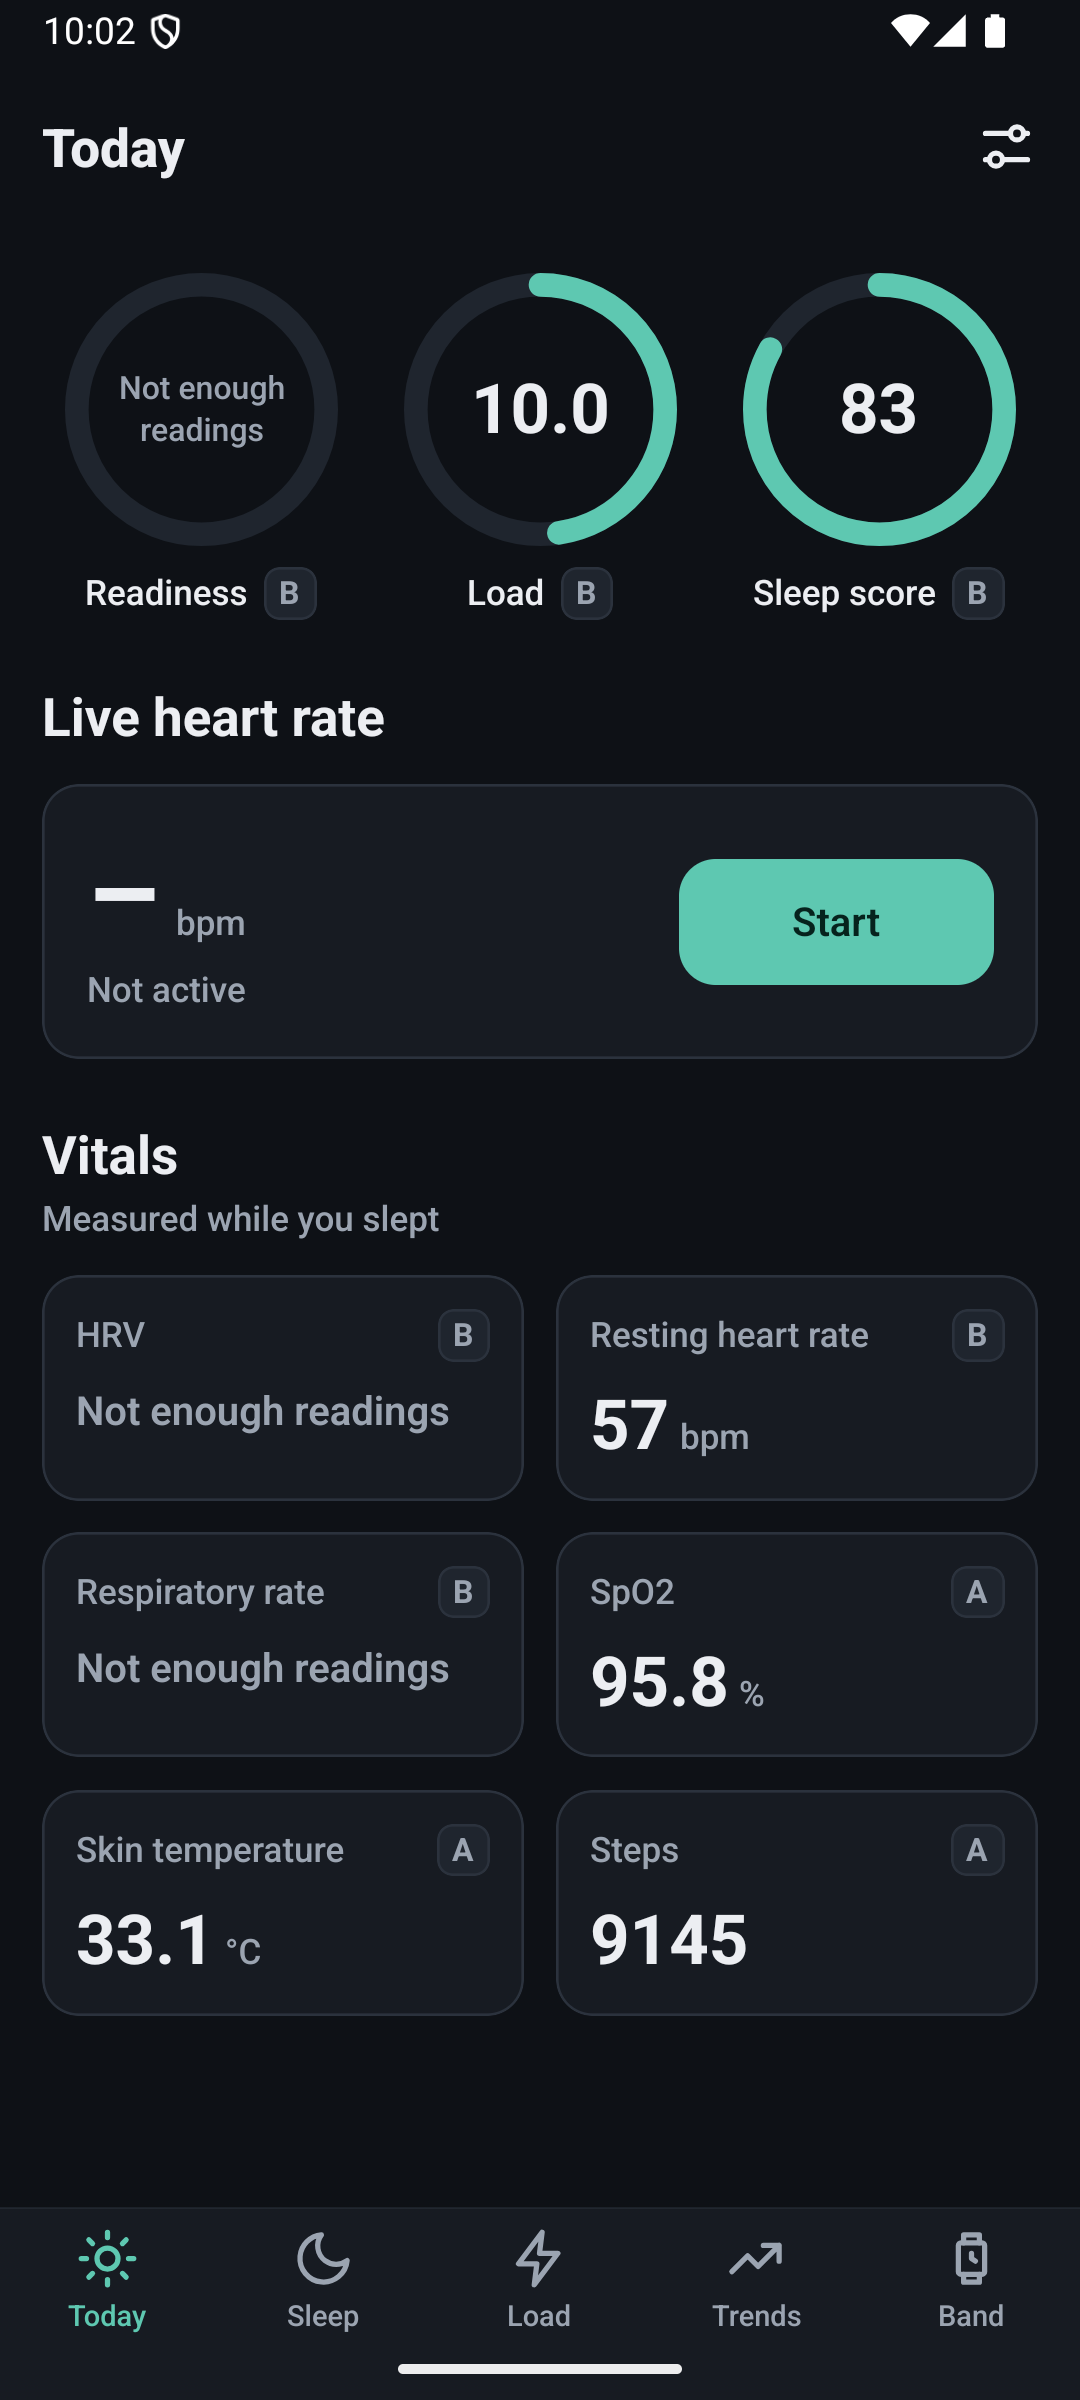 10:02
Today
Not enough
readings
10.0
83
Readiness B
Load B
Sleep score B
Live heart rate
– bpm
Start
Not active
Vitals
Measured while you slept
HRV B
Not enough readings
Resting heart rate B
57 bpm
Respiratory rate B
Not enough readings
SpO2 A
95.8 %
Skin temperature A
33.1 °C
Steps A
9145
Today
Sleep
Load
Trends
Band